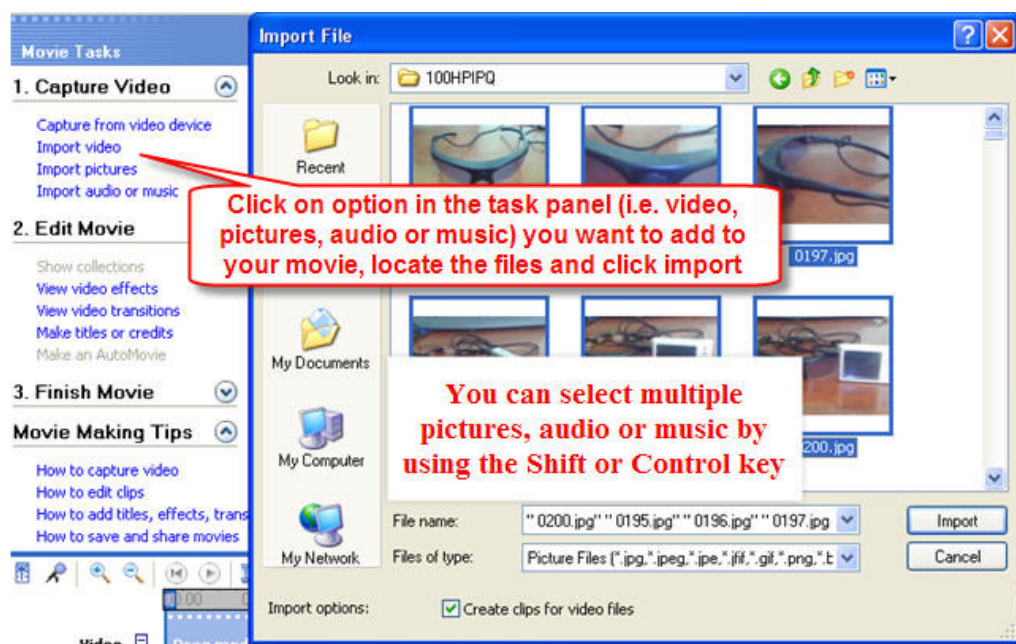 Movie Tasks
1. Capture Video
Capture from video device
Import video
Import pictures
Import audio or music
2. Edit Movie
Show collections
View video effects
View video transitions
Make titles or credits
Make an AutoMovie
3. Finish Movie
Movie Making Tips
How to capture video
How to edit clips
How to add titles, effects, trans
How to save and share movies
0:00
Video
Import File
Look in:
100HPIPQ
Recent
My Documents
My Computer
My Network
0197.jpg
200.jpg
Click on option in the task panel (i.e. video,
pictures, audio or music) you want to add to
your movie, locate the files and click import
You can select multiple
pictures, audio or music by
using the Shift or Control key
File name:
" 0200.jpg" " 0195.jpg" " 0196.jpg" " 0197.jpg
Import
Files of type:
Picture Files (*.jpg,*.jpeg,*.jpe,*.jfif,*.gif,*.png,*.b
Cancel
Import options:
Create clips for video files